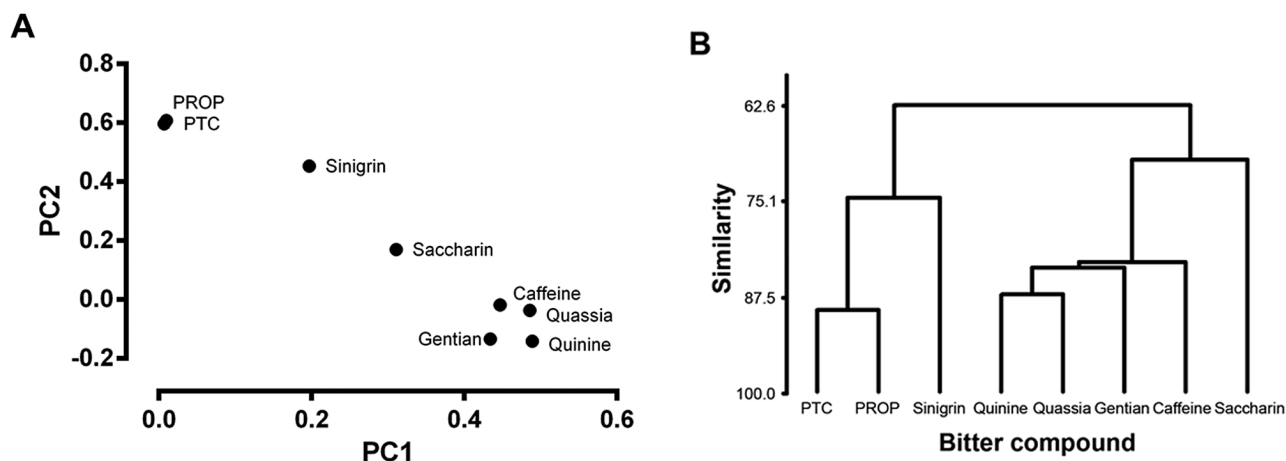 A
0.8
0.6
0.4
0.2
0.0
-0.2
PC2
PROP
PTC
Sinigrin
Saccharin
Caffeine
Quassia
Gentian
Quinine
0.0 0.2 0.4 0.6
PC1
B
62.6
75.1
87.5
100.0
Similarity
PTC PROP Sinigrin Quinine Quassia Gentian Caffeine Saccharin
Bitter compound